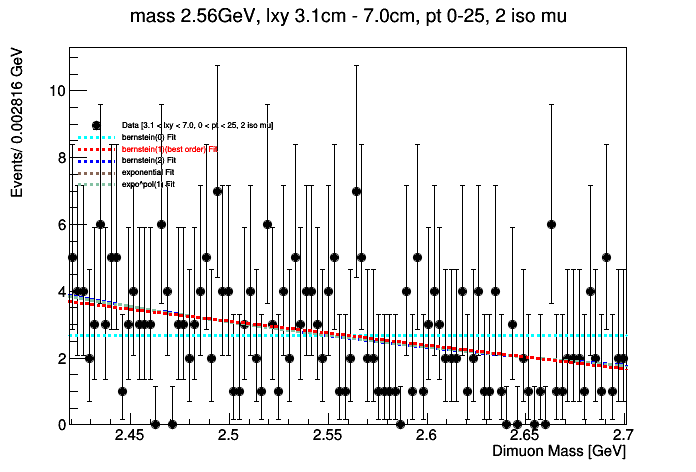 mass 2.56GeV, lxy 3.1cm - 7.0cm, pt 0-25, 2 iso mu
Events/ 0.002816 GeV
10
8
6
4
2
0
Data [3.1 < lxy < 7.0, 0 < pt < 25, 2 iso mu]
bernstein(0) Fit
bernstein(1)(best order) Fit
bernstein(2) Fit
exponential Fit
expo*pol(1) Fit
2.45 2.5 2.55 2.6 2.65 2.7
Dimuon Mass [GeV]